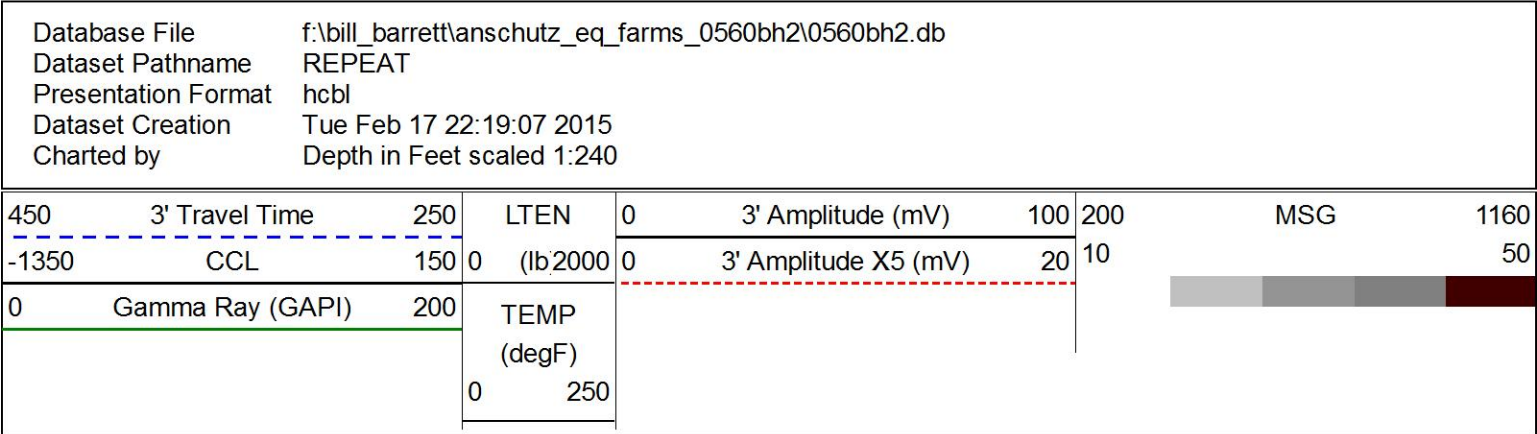 Database File f:\bill_barrett\anschutz_eq_farms_0560bh2\0560bh2.db
Dataset Pathname REPEAT
Presentation Format hcbl
Dataset Creation Tue Feb 17 22:19:07 2015
Charted by Depth in Feet scaled 1:240
450 3' Travel Time 250 LTEN 0 3' Amplitude (mV) 100 200 MSG 1160
-1350 CCL 150 0 (lb 2000 0 3' Amplitude X5 (mV) 20 10 50
0 Gamma Ray (GAPI) 200 TEMP
(degF)
0 250